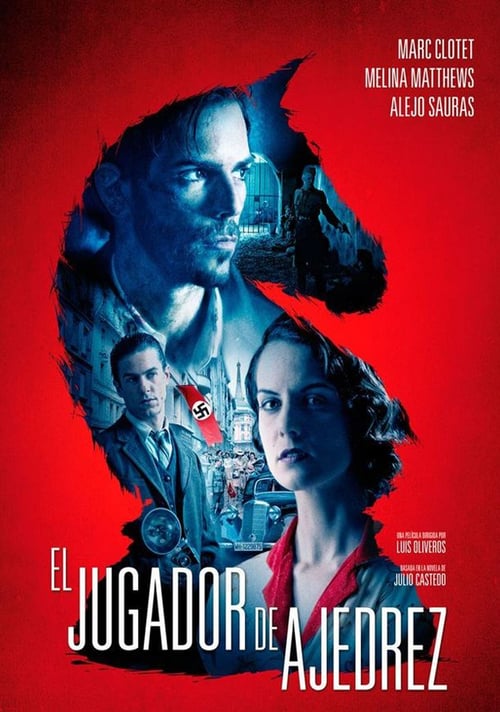 MARC CLOTET
MELINA MATTHEWS
ALEJO SAURAS
UNA PELÍCULA DIRIGIDA POR
LUIS OLIVEROS
BASADA EN LA NOVELA DE
JULIO CASTEDO
EL JUGADOR DE AJEDREZ